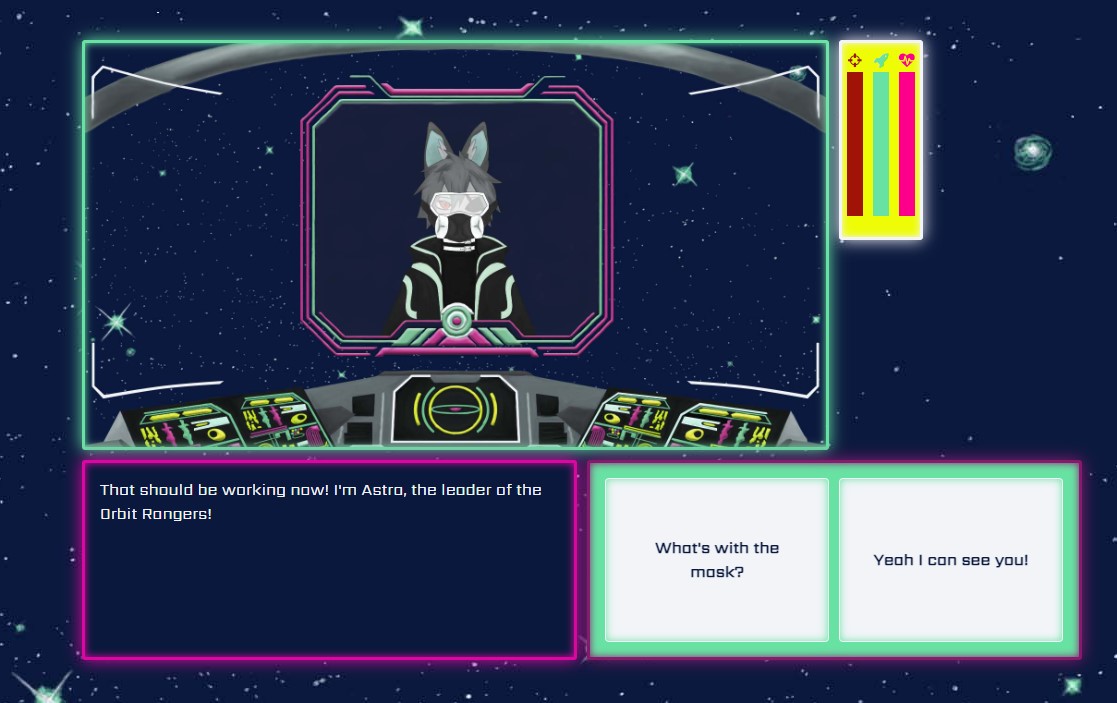 That should be working now! I'm Astra, the leader of the
Orbit Rangers!
What's with the
mask?
Yeah I can see you!